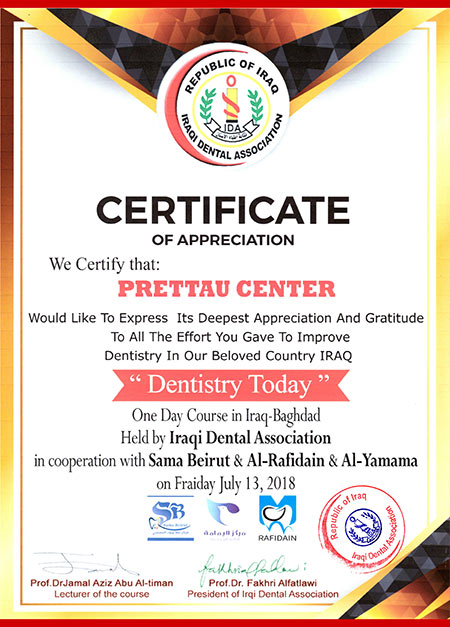 REPUBLIC OF IRAQ
IDA
IRAQI DENTAL ASSOCIATION
CERTIFICATE
OF APPRECIATION
We Certify that:
PRETTAU CENTER
Would Like To Express Its Deepest Appreciation And Gratitude
To All The Effort You Gave To Improve
Dentistry In Our Beloved Country IRAQ
“ Dentistry Today ”
One Day Course in Iraq-Baghdad
Held by Iraqi Dental Association
in cooperation with Sama Beirut & Al-Rafidain & Al-Yamama
on Fraiday July 13, 2018
SB
RAFIDAIN
Republic of Iraq
Iraqi Dental Association
Prof.DrJamal Aziz Abu Al-timan
Lecturer of the course
Prof.Dr. Fakhri Alfatlawi
President of Irqi Dental Association